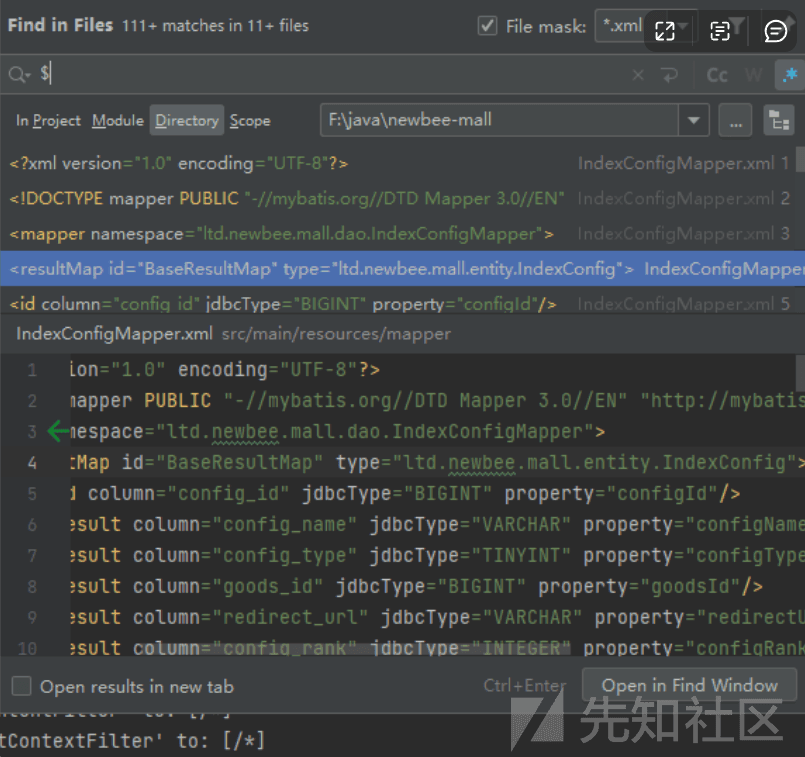 Find in Files 111+ matches in 11+ files File mask: *.xml
$ Cc W .*
In Project Module Directory Scope F:\java\newbee-mall ...
<?xml version="1.0" encoding="UTF-8"?> IndexConfigMapper.xml 1
<!DOCTYPE mapper PUBLIC "-//mybatis.org//DTD Mapper 3.0//EN" IndexConfigMapper.xml 2
<mapper namespace="ltd.newbee.mall.dao.IndexConfigMapper"> IndexConfigMapper.xml 3
<resultMap id="BaseResultMap" type="ltd.newbee.mall.entity.IndexConfig"> IndexConfigMapper
<id column="config_id" jdbcType="BIGINT" property="configId"/> IndexConfigMapper.xml 5
IndexConfigMapper.xml src/main/resources/mapper
1 ion="1.0" encoding="UTF-8"?>
2 mapper PUBLIC "-//mybatis.org//DTD Mapper 3.0//EN" "http://mybatis
3 mespace="ltd.newbee.mall.dao.IndexConfigMapper">
4 tMap id="BaseResultMap" type="ltd.newbee.mall.entity.IndexConfig">
5 d column="config_id" jdbcType="BIGINT" property="configId"/>
6 esult column="config_name" jdbcType="VARCHAR" property="configName
7 esult column="config_type" jdbcType="TINYINT" property="configType
8 esult column="goods_id" jdbcType="BIGINT" property="goodsId"/>
9 esult column="redirect_url" jdbcType="VARCHAR" property="redirectU
10 esult column="config_rank" jdbcType="INTEGER" property="configRank
Open results in new tab Ctrl+Enter Open in Find Window
tContextFilter' to: [/*]
先知社区